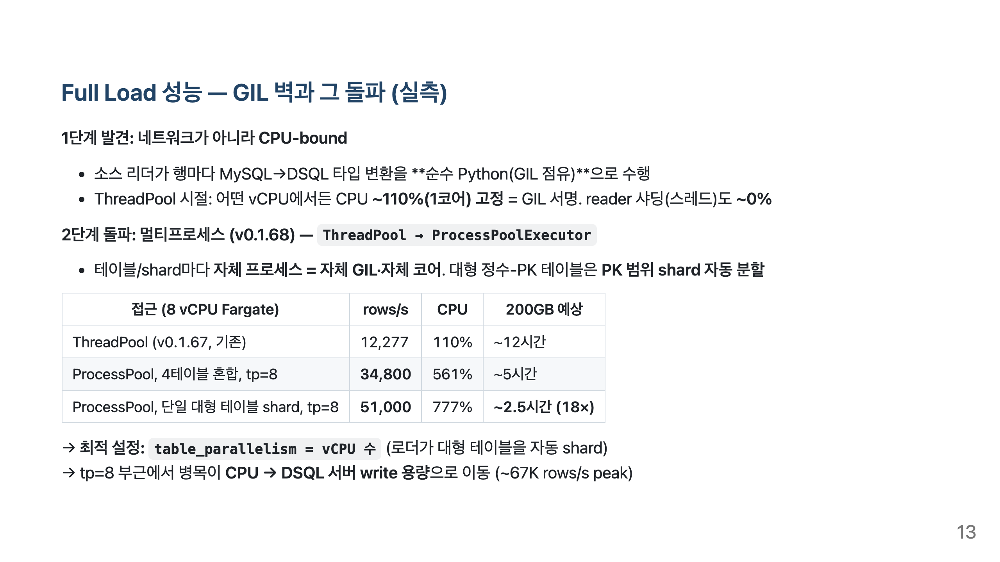 Full Load 성능 — GIL 벽과 그 돌파 (실측)
1단계 발견: 네트워크가 아니라 CPU-bound
• 소스 리더가 행마다 MySQL→DSQL 타입 변환을 **순수 Python(GIL 점유)**으로 수행
• ThreadPool 시절: 어떤 vCPU에서든 CPU ~110%(1코어) 고정 = GIL 서명. reader 샤딩(스레드)도 ~0%
2단계 돌파: 멀티프로세스 (v0.1.68) — ThreadPool → ProcessPoolExecutor
• 테이블/shard마다 자체 프로세스 = 자체 GIL·자체 코어. 대형 정수-PK 테이블은 PK 범위 shard 자동 분할
접근 (8 vCPU Fargate) rows/s CPU 200GB 예상
ThreadPool (v0.1.67, 기존) 12,277 110% ~12시간
ProcessPool, 4테이블 혼합, tp=8 34,800 561% ~5시간
ProcessPool, 단일 대형 테이블 shard, tp=8 51,000 777% ~2.5시간 (18×)
→ 최적 설정: table_parallelism = vCPU 수 (로더가 대형 테이블을 자동 shard)
→ tp=8 부근에서 병목이 CPU → DSQL 서버 write 용량으로 이동 (~67K rows/s peak)
13